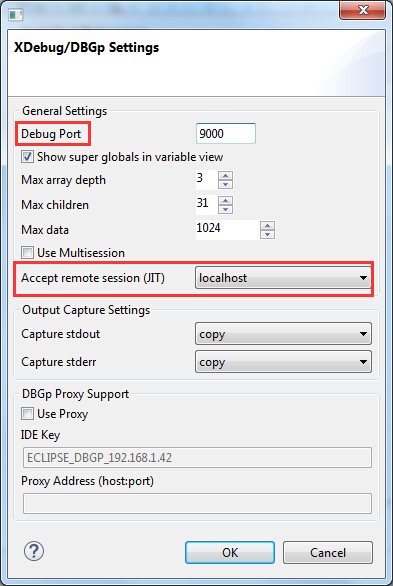 XDebug/DBGp Settings
General Settings
Debug Port 9000
Show super globals in variable view
Max array depth 3
Max children 31
Max data 1024
Use Multisession
Accept remote session (JIT) localhost
Output Capture Settings
Capture stdout copy
Capture stderr copy
DBGp Proxy Support
Use Proxy
IDE Key
ECLIPSE_DBGP_192.168.1.42
Proxy Address (host:port)
? OK Cancel